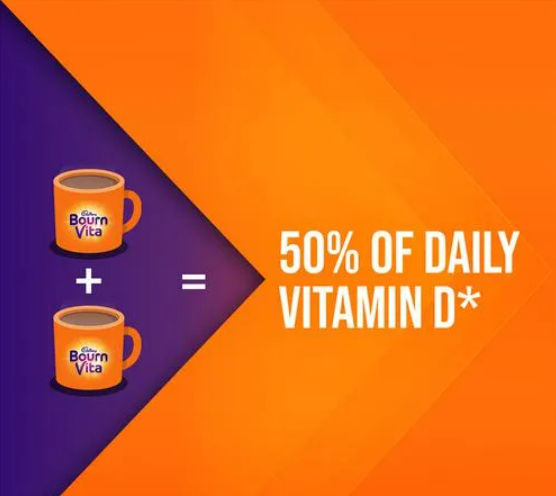 Cadbury
Bourn
Vita
+
=
Cadbury
Bourn
Vita
50% OF DAILY
VITAMIN D*